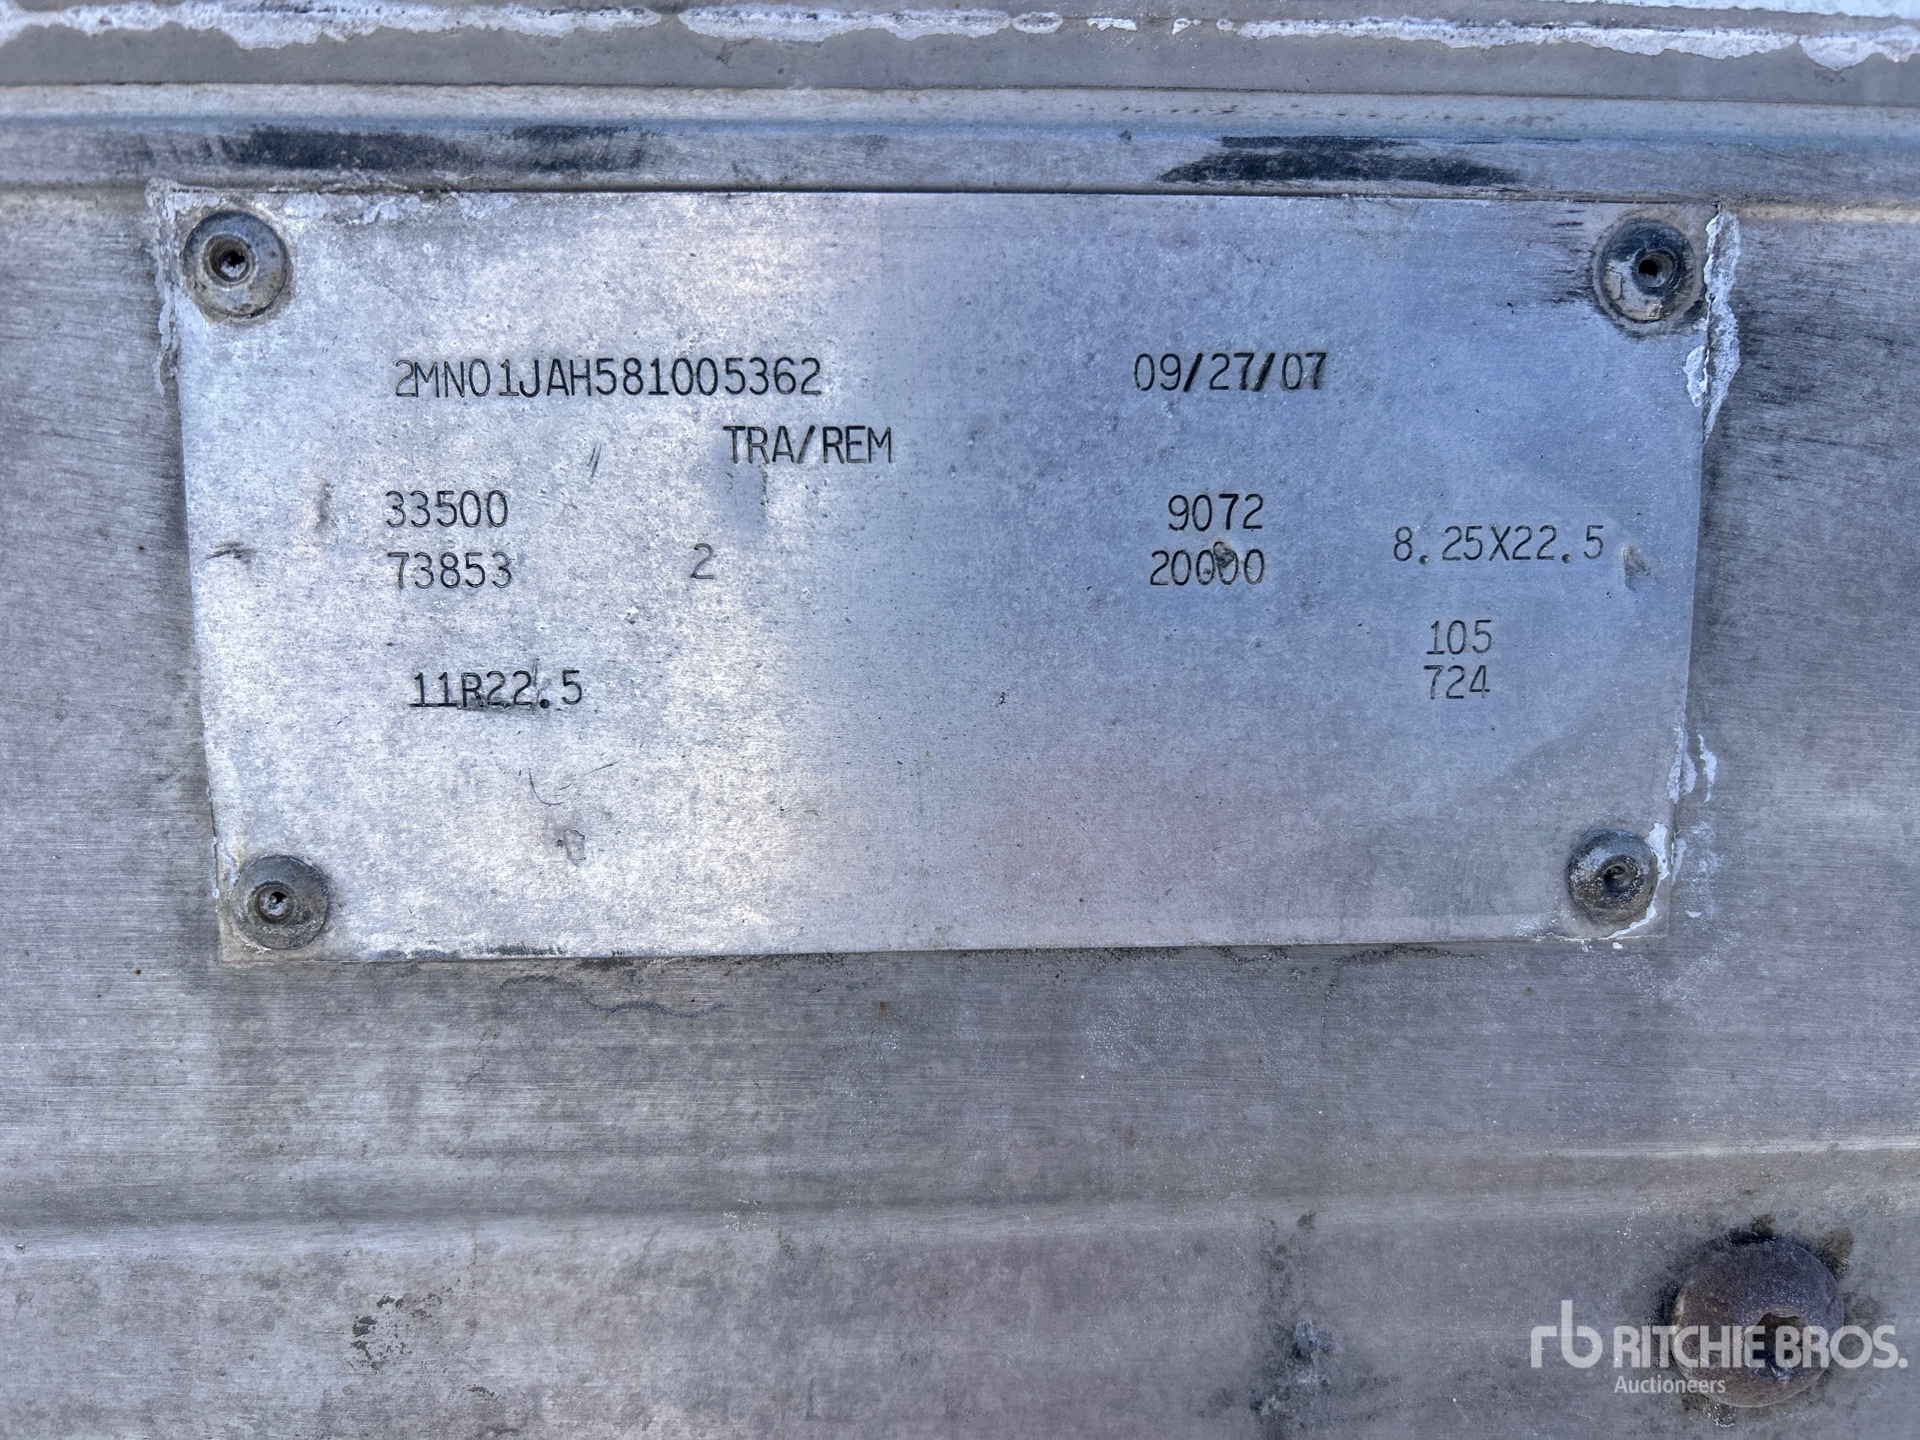 2MN01JAH581005362 09/27/07
TRA/REM
33500 9072
73853 2 20000 8.25X22.5
105
11R22.5 724
rb RITCHIE BROS.
Auctioneers